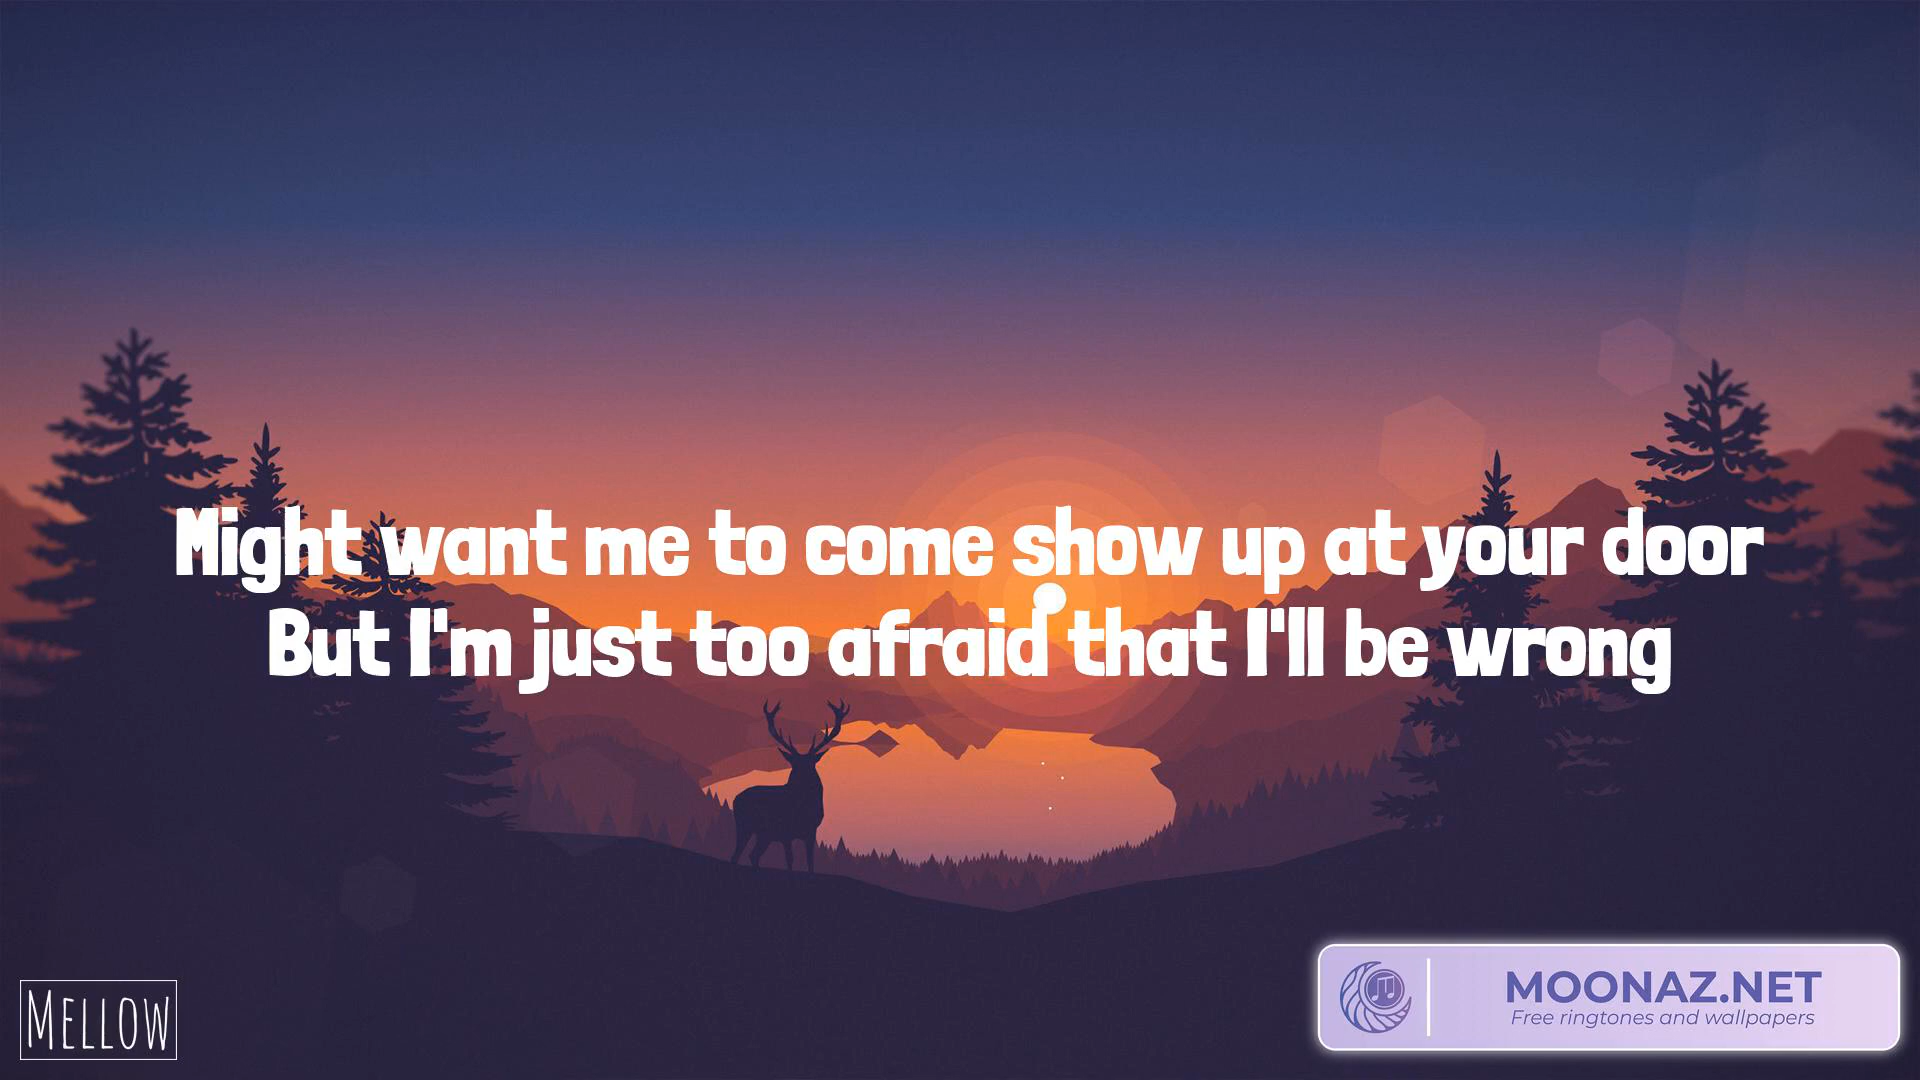 Might want me to come show up at your door
But I'm just too afraid that I'll be wrong
MELLOW
MOONAZ.NET
Free ringtones and wallpapers